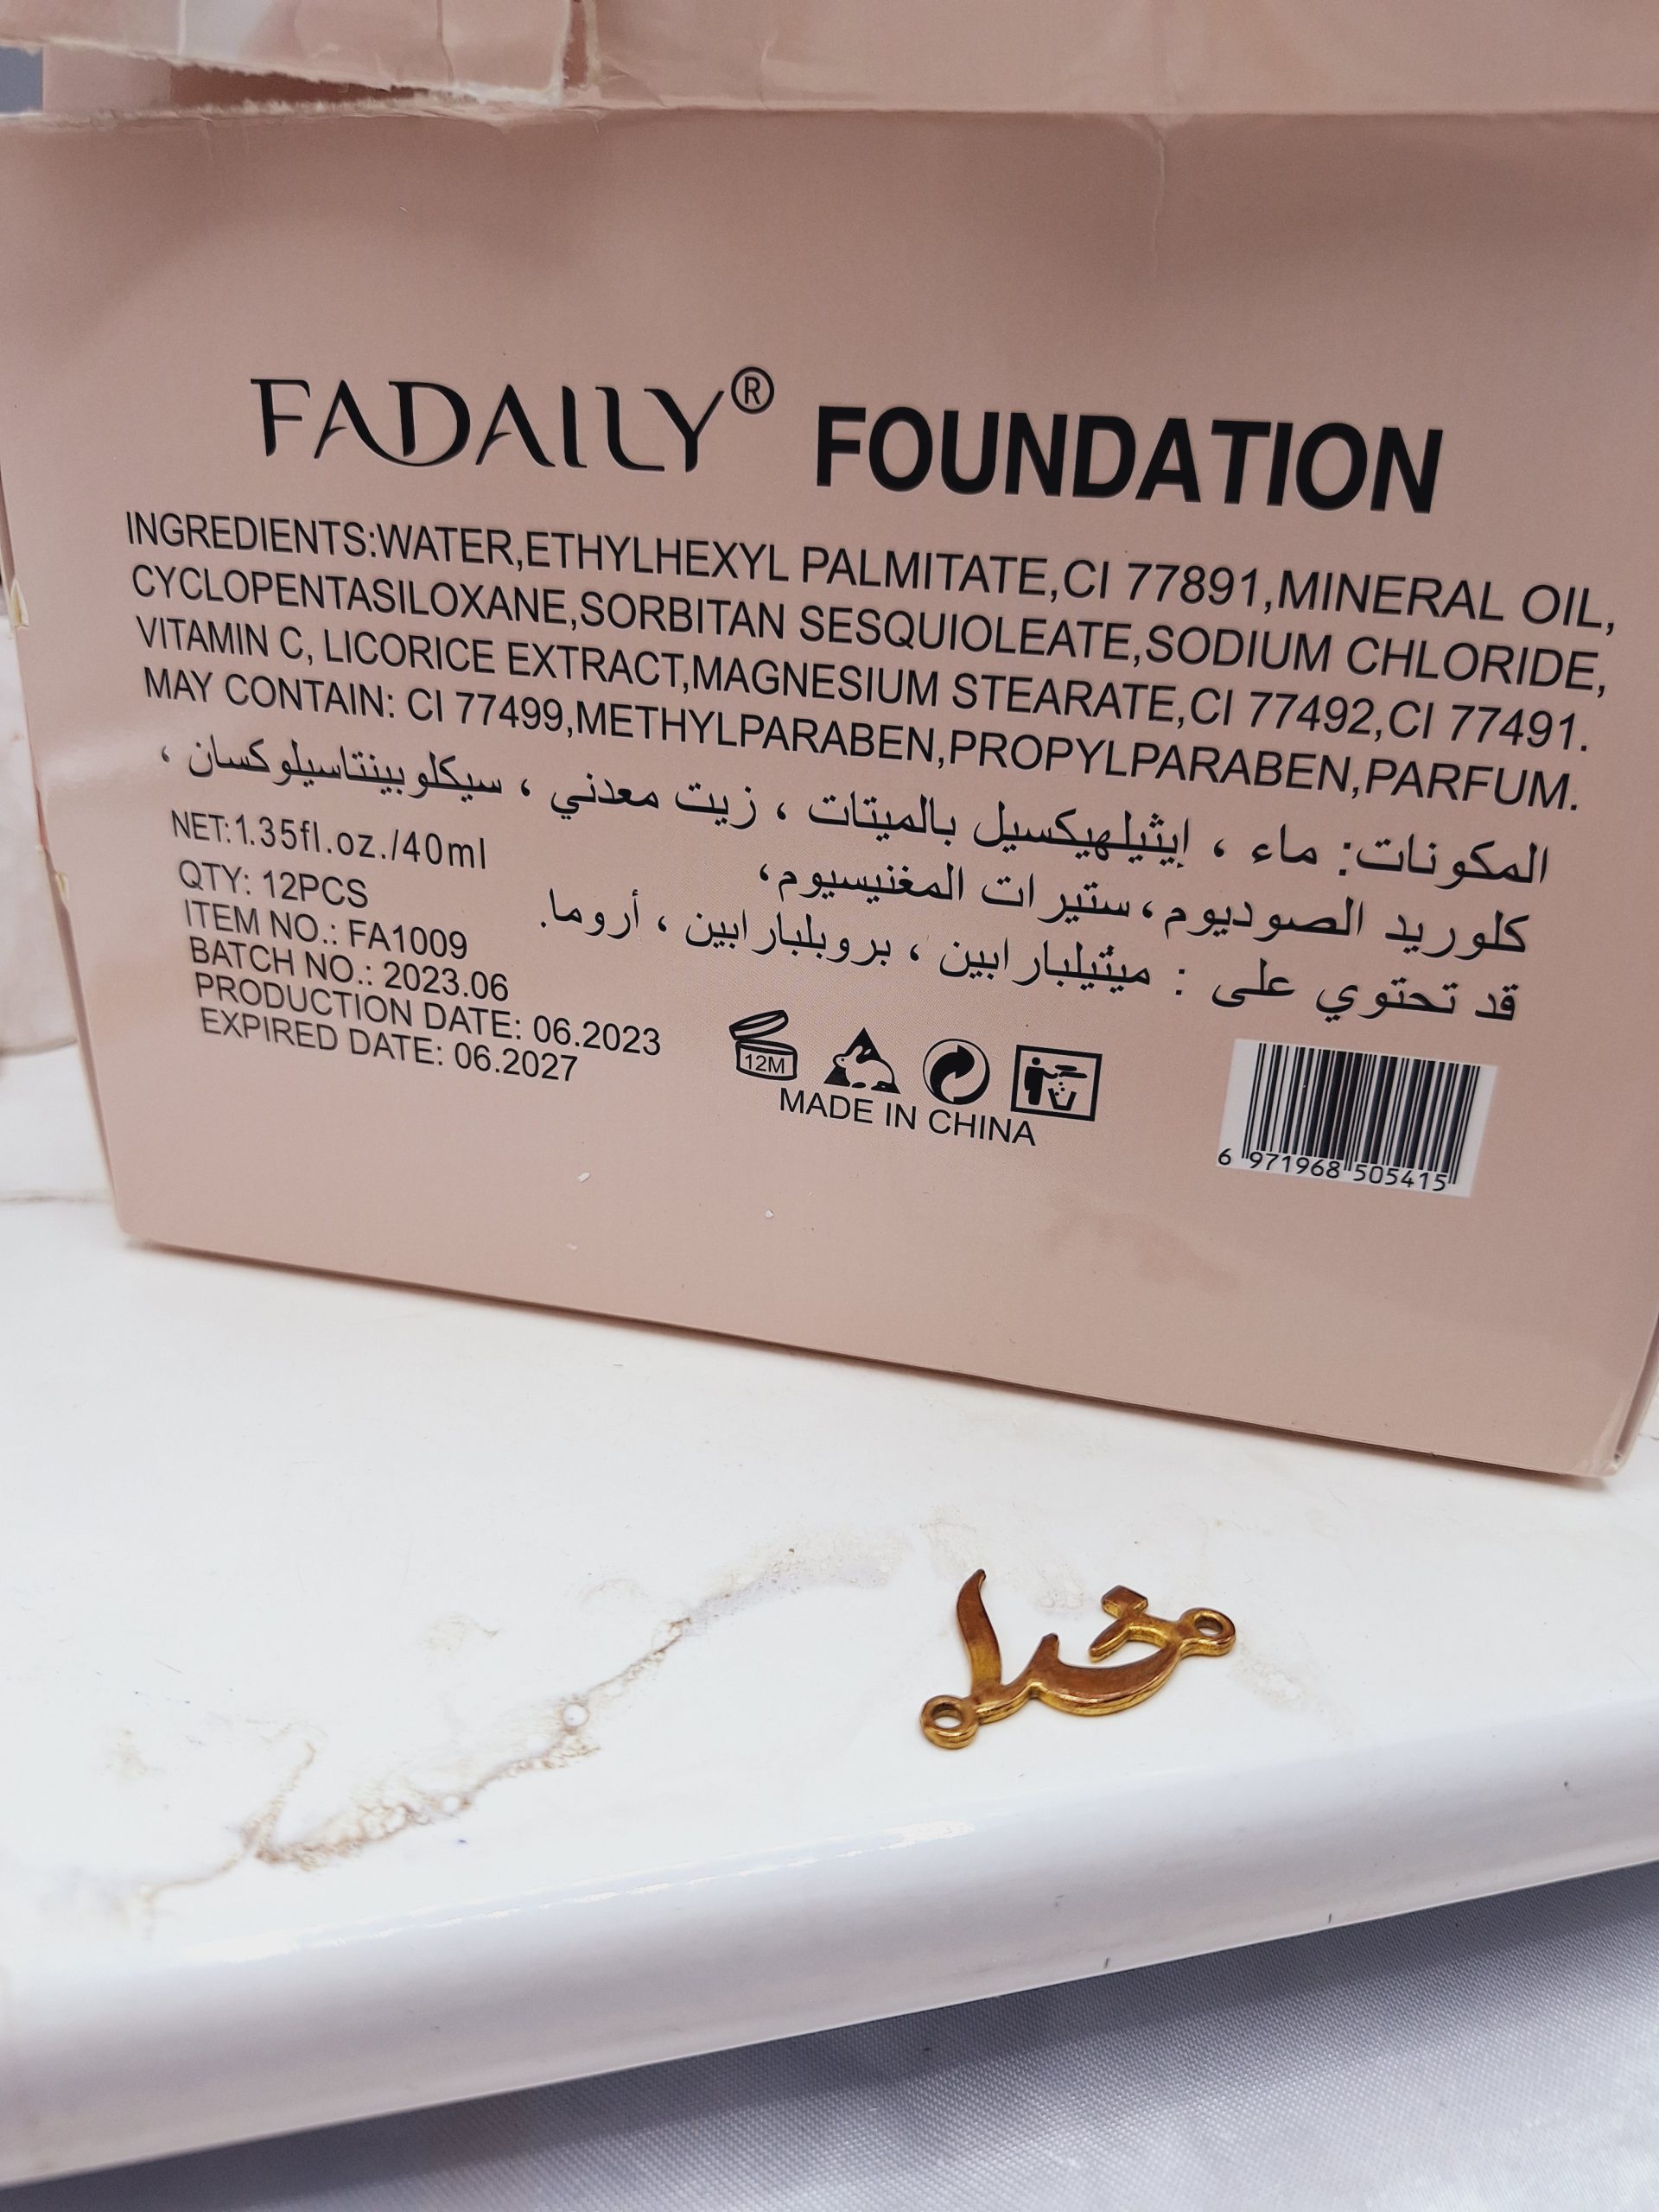 FADAILY® FOUNDATION
INGREDIENTS:WATER,ETHYLHEXYL PALMITATE,CI 77891,MINERAL OIL,
CYCLOPENTASILOXANE,SORBITAN SESQUIOLEATE,SODIUM CHLORIDE,
VITAMIN C, LICORICE EXTRACT,MAGNESIUM STEARATE,CI 77492,CI 77491.
MAY CONTAIN: CI 77499,METHYLPARABEN,PROPYLPARABEN,PARFUM.
المكونات: ماء ، إيثيلهيكسيل بالميتات ، زيت معدني ، سيكلوبينتاسيلوكسان ،
كلوريد الصوديوم، ستيرات المغنيسيوم،
قد تحتوي على : ميثيلبارابين ، بروبلبارابين ، أروما.
NET:1.35fl.oz./40ml
QTY: 12PCS
ITEM NO.: FA1009
BATCH NO.: 2023.06
PRODUCTION DATE: 06.2023
EXPIRED DATE: 06.2027
12M
MADE IN CHINA
6 971968 505415